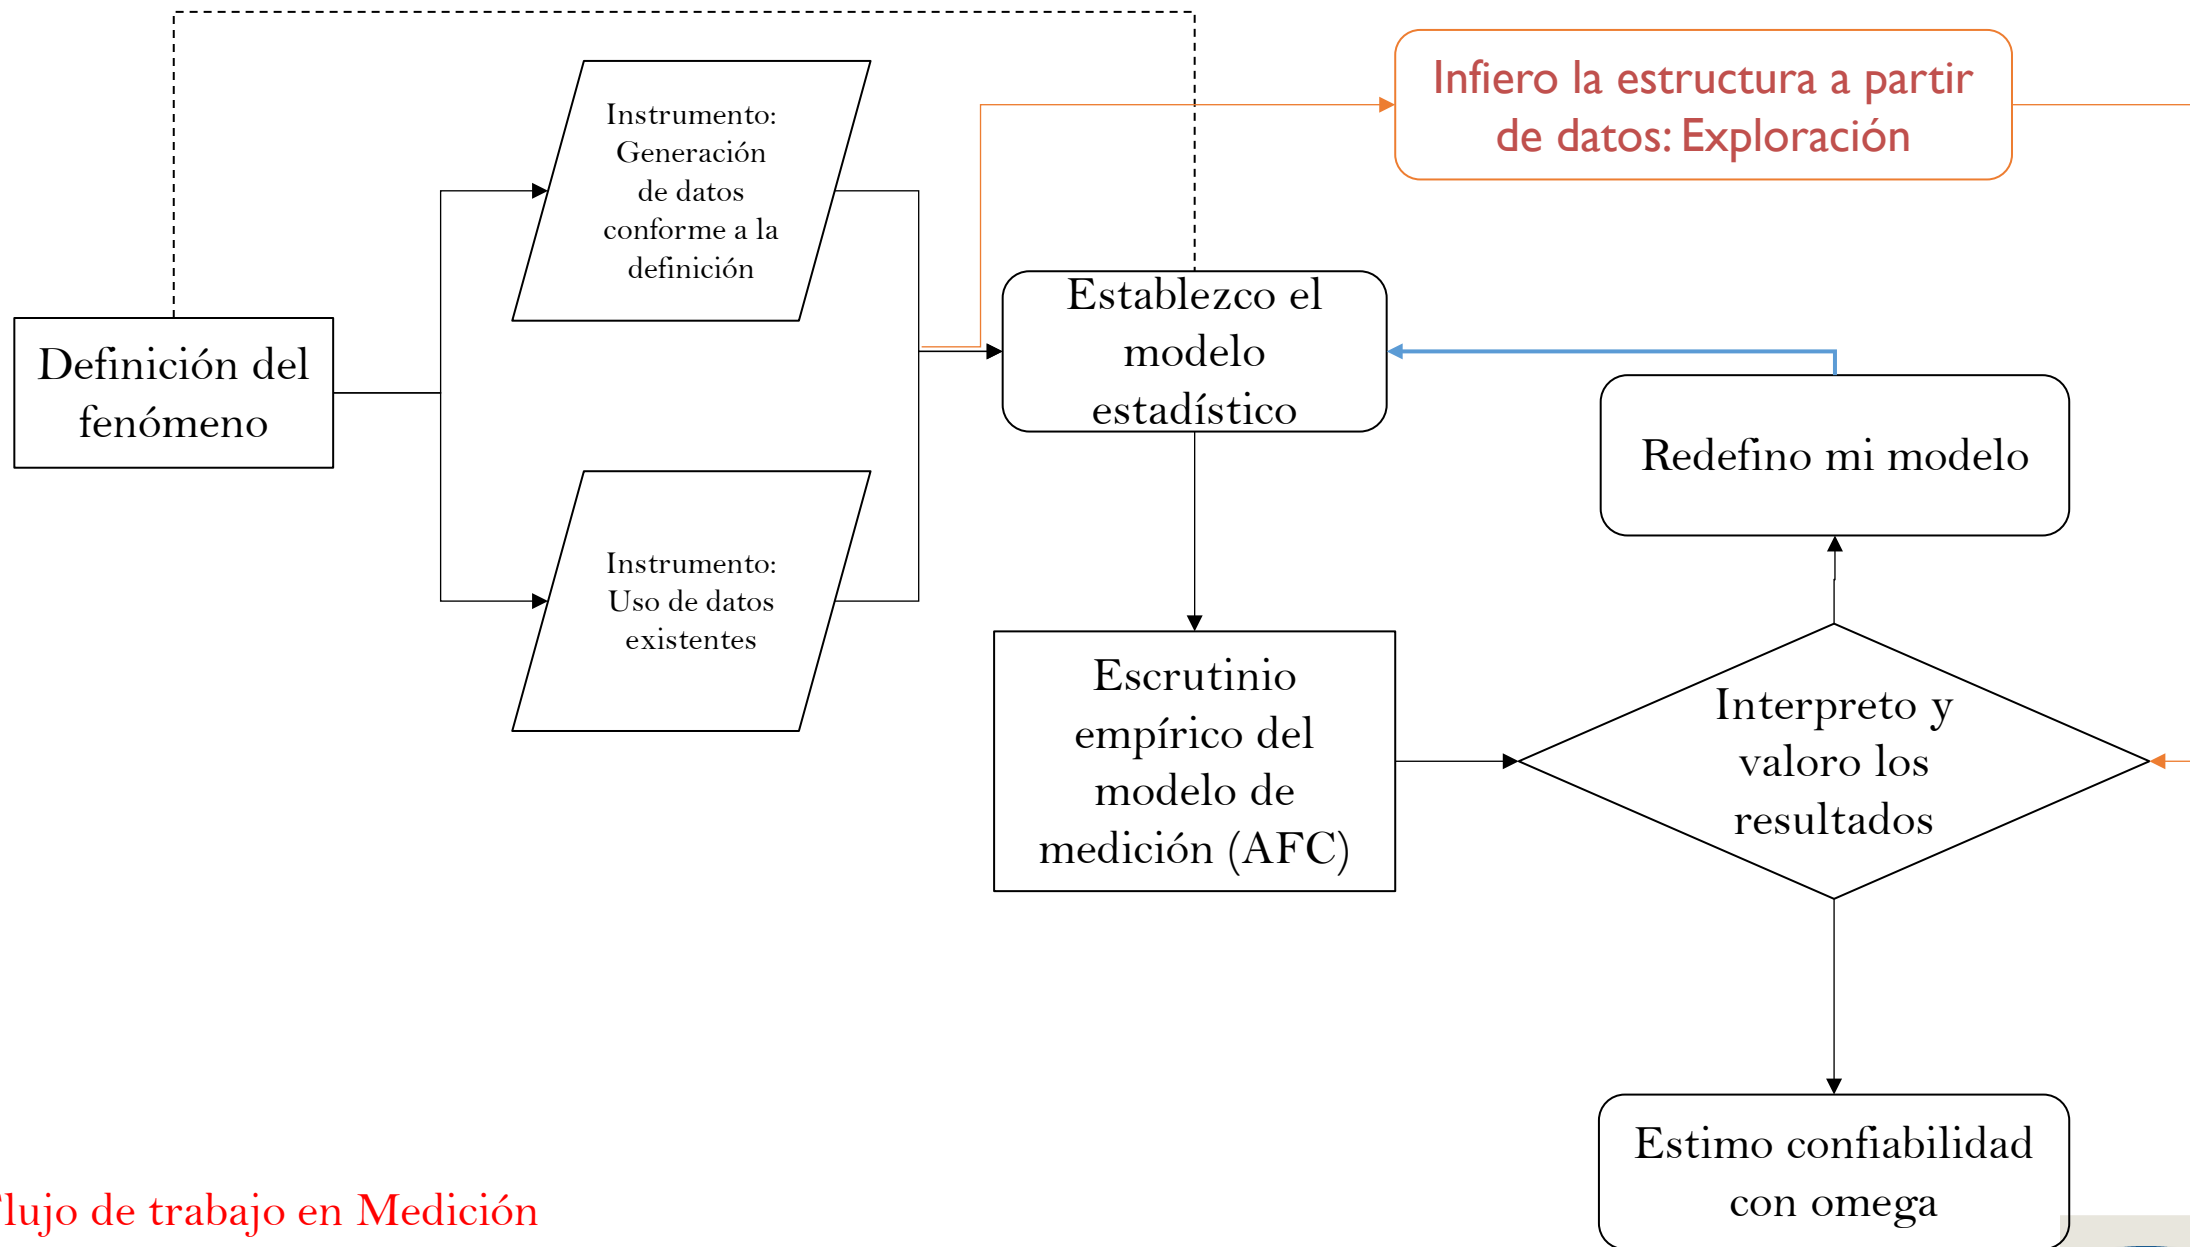 Infiero la estructura a partir
de datos: Exploración
Instrumento:
Generación
de datos
conforme a la
definición
Establezco el
modelo
estadístico
Definición del
fenómeno
Redefino mi modelo
Instrumento:
Uso de datos
existentes
Escrutinio
empírico del
modelo de
medición (AFC)
Interpreto y
valoro los
resultados
Estimo confiabilidad
con omega
lujo de trabajo en Medición